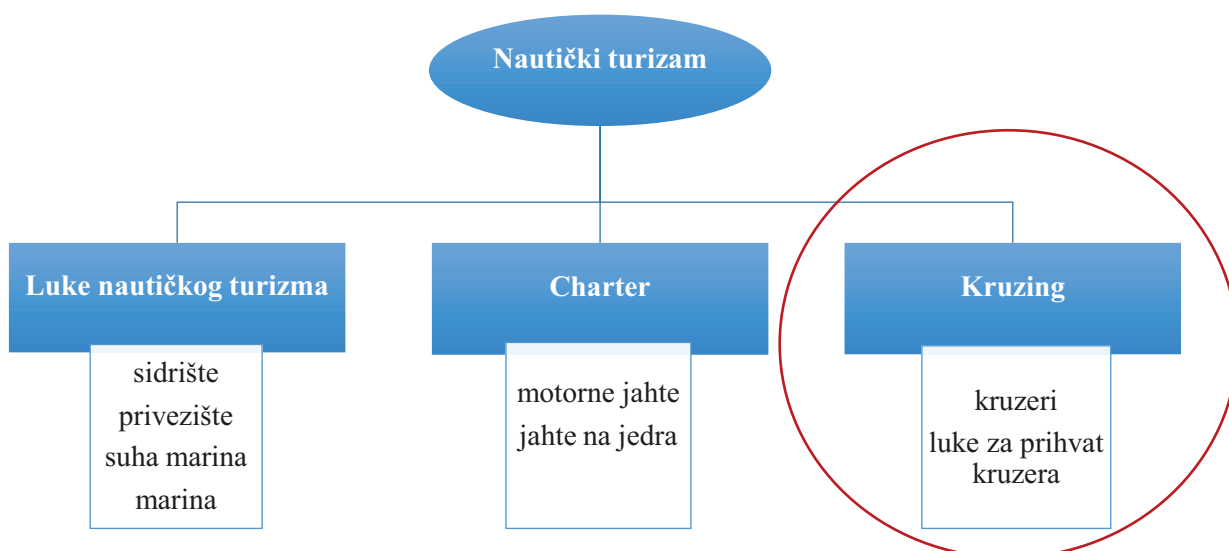 Nautički turizam
Luke nautičkog turizma
sidrište
privezište
suha marina
marina
Charter
motorne jahte
jahte na jedra
Kruzing
kruzeri
luke za prihvat
kruzera